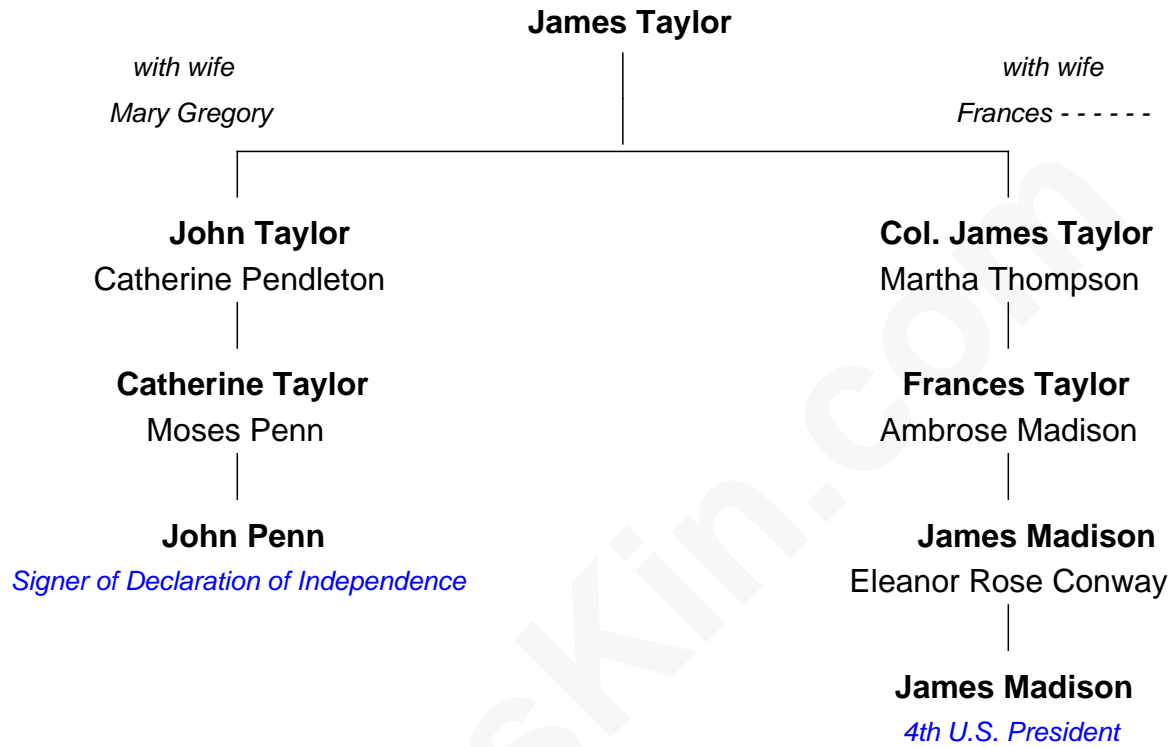 James Taylor
with wife
Mary Gregory
with wife
Frances - - - - - -
John Taylor
Catherine Pendleton
Col. James Taylor
Martha Thompson
Catherine Taylor
Moses Penn
Frances Taylor
Ambrose Madison
John Penn
Signer of Declaration of Independence
James Madison
Eleanor Rose Conway
James Madison
4th U.S. President
sKin.com